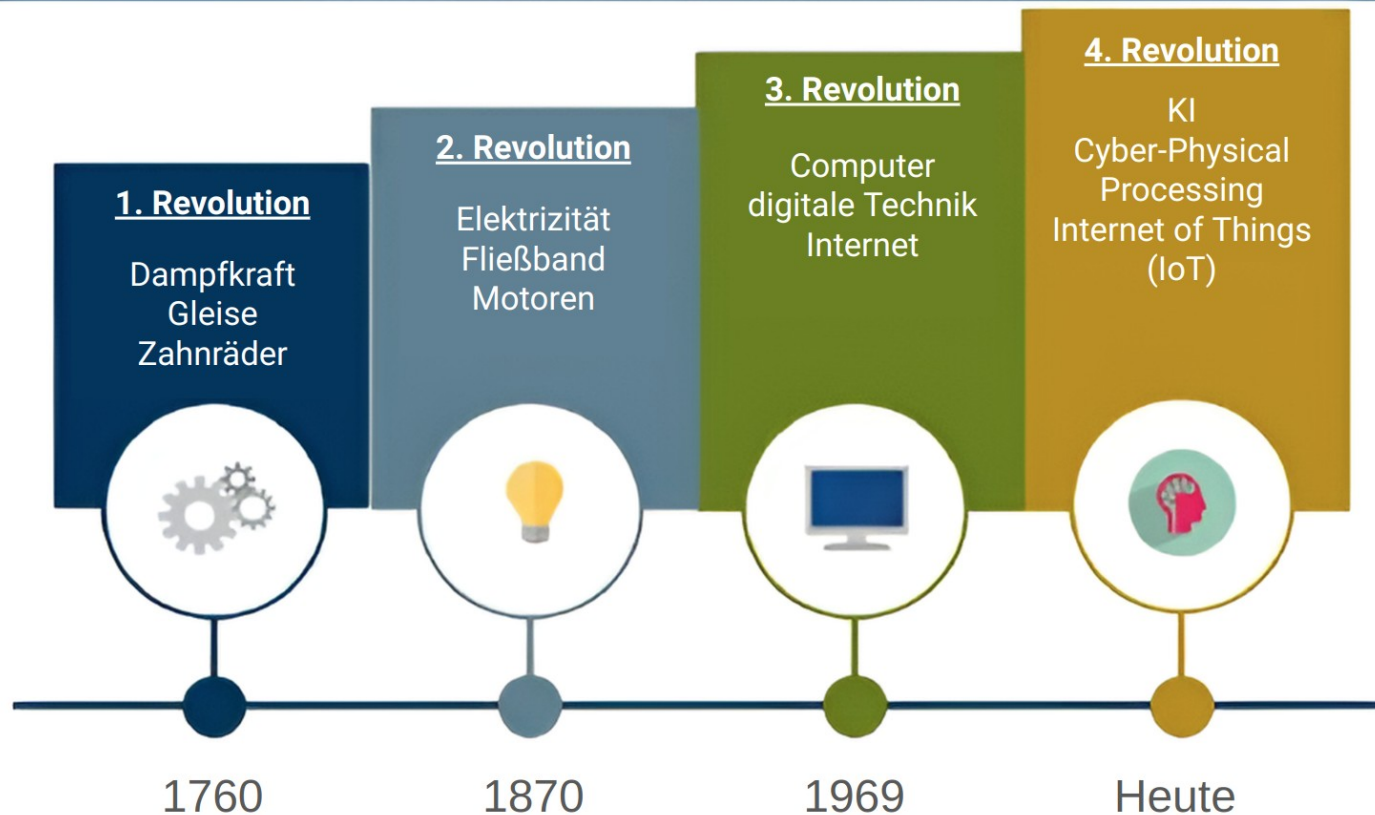 1. Revolution
Dampfkraft
Gleise
Zahnräder
2. Revolution
Elektrizität
Fließband
Motoren
3. Revolution
Computer
digitale Technik
Internet
4. Revolution
KI
Cyber-Physical
Processing
Internet of Things
(IoT)
1760
1870
1969
Heute